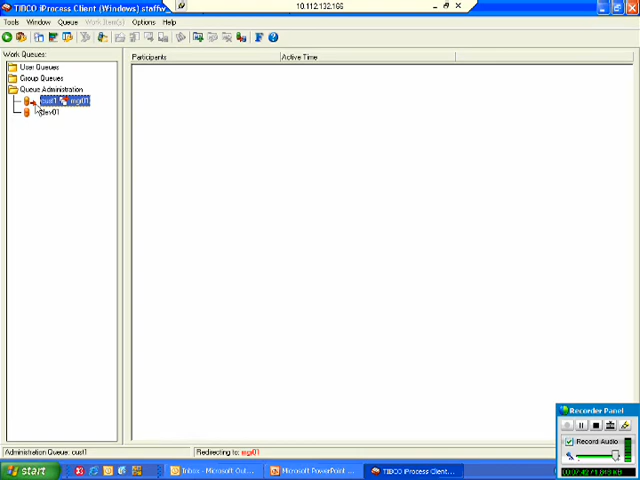 TIBCO iProcess Client (Windows) staffw
10.112.132.166
Tools Window Queue Work Item(s) Options Help
Work Queues:
Participants Active Time
User Queues
Group Queues
Queue Administration
cust1 mgr01
dev01
Recorder Panel
Record Audio
Administration Queue: cust1 Redirecting to: mgr01
start
Inbox - Microsoft Out...
Microsoft PowerPoint ...
TIBCO iProcess Client...